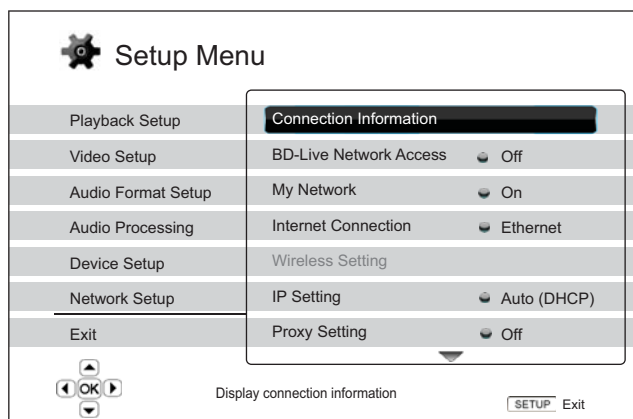 Setup Menu
Playback Setup
Video Setup
Audio Format Setup
Audio Processing
Device Setup
Network Setup
Exit
Connection Information
BD-Live Network Access Off
My Network On
Internet Connection Ethernet
Wireless Setting
IP Setting Auto (DHCP)
Proxy Setting Off
OK
Display connection information
SETUP Exit